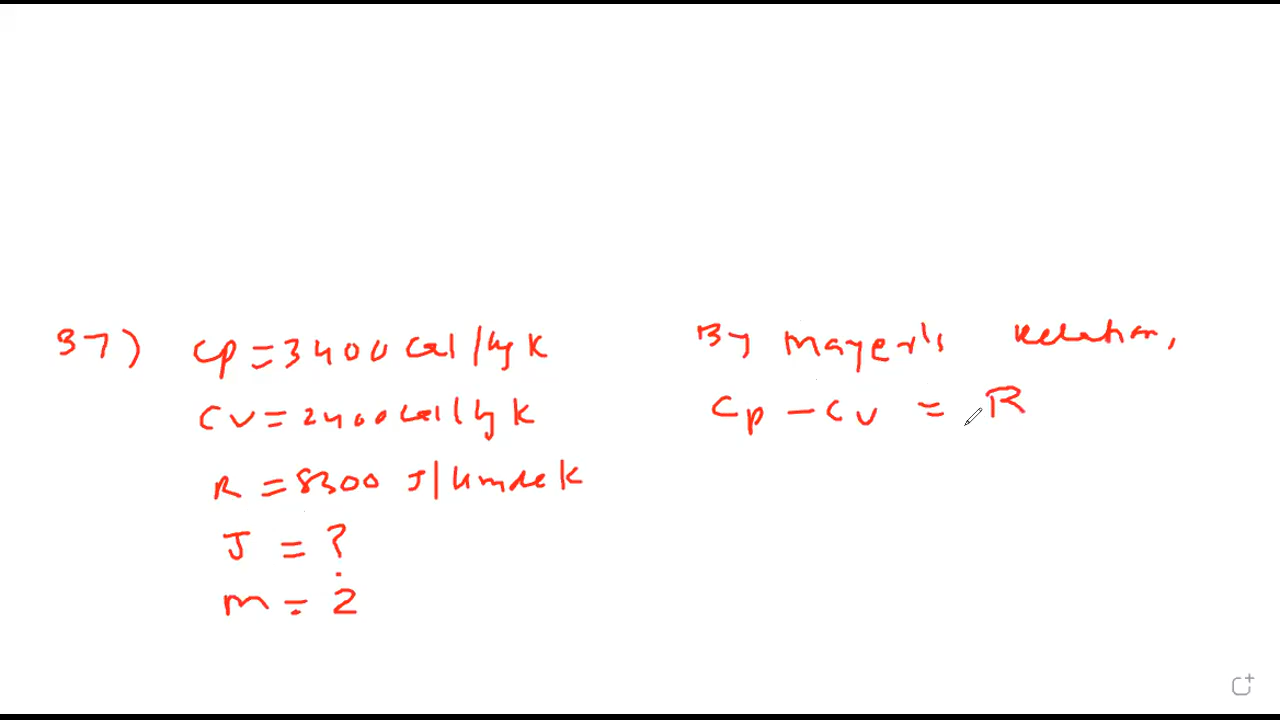 37) Cp = 3400 Cal/kg K
Cv = 2400 Cal/kg K
R = 8300 J/kmole K
J = ?
m = 2
By Mayer's relation,
Cp - Cv = R